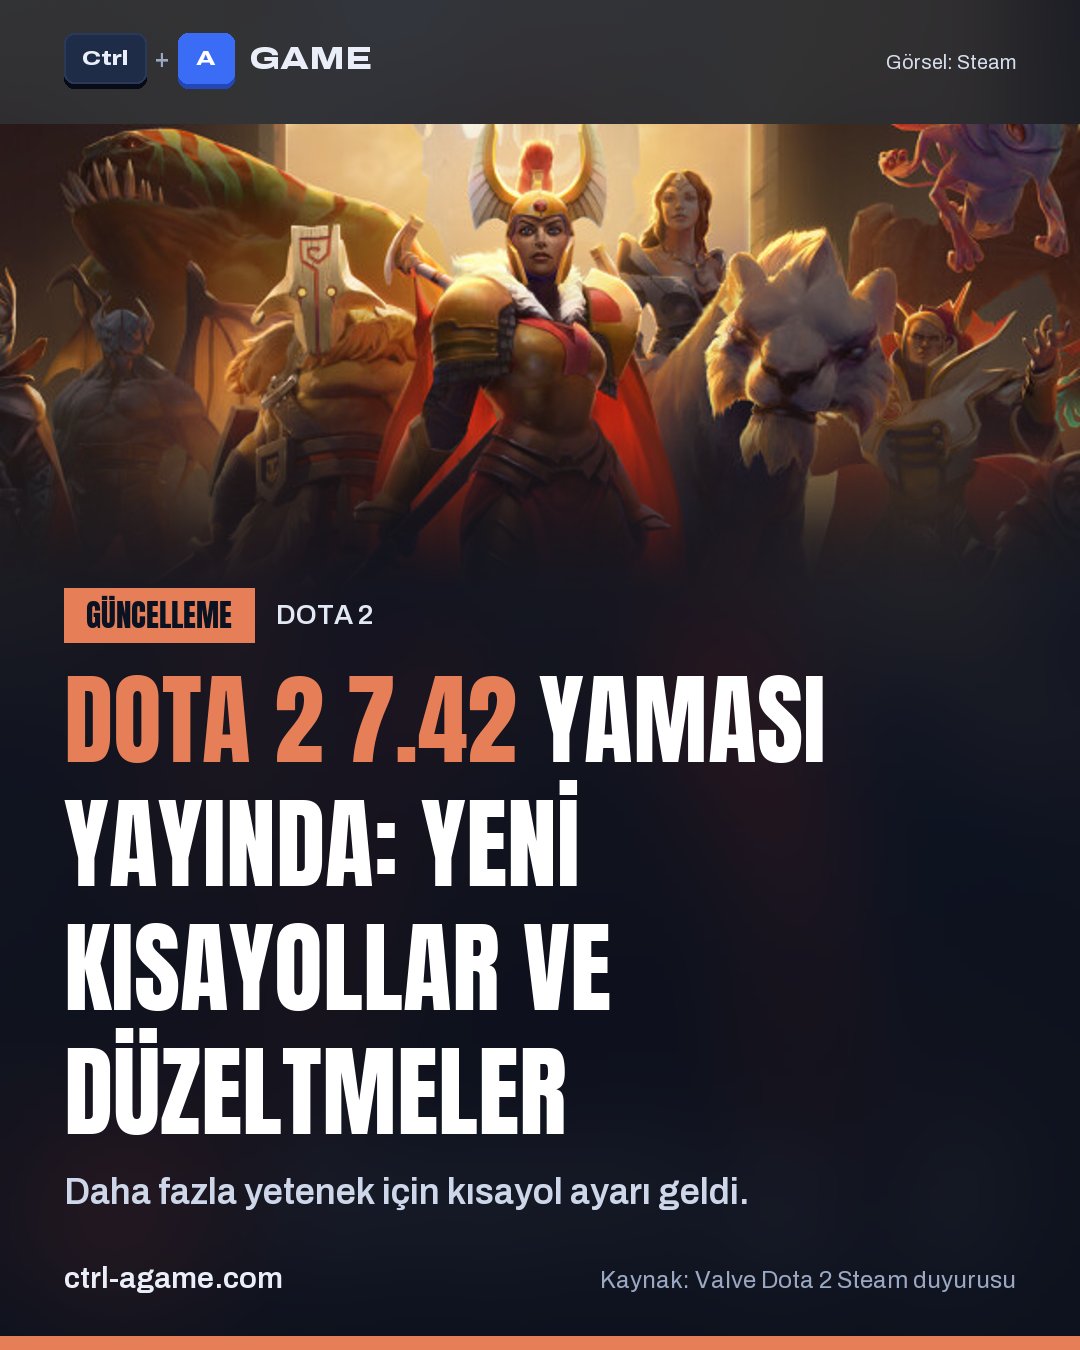 Ctrl + A GAME
Görsel: Steam
GÜNCELLEME DOTA 2
DOTA 2 7.42 YAMASI
YAYINDA: YENİ
KISAYOLLAR VE
DÜZELTMELER
Daha fazla yetenek için kısayol ayarı geldi.
ctrl-agame.com
Kaynak: Valve Dota 2 Steam duyurusu